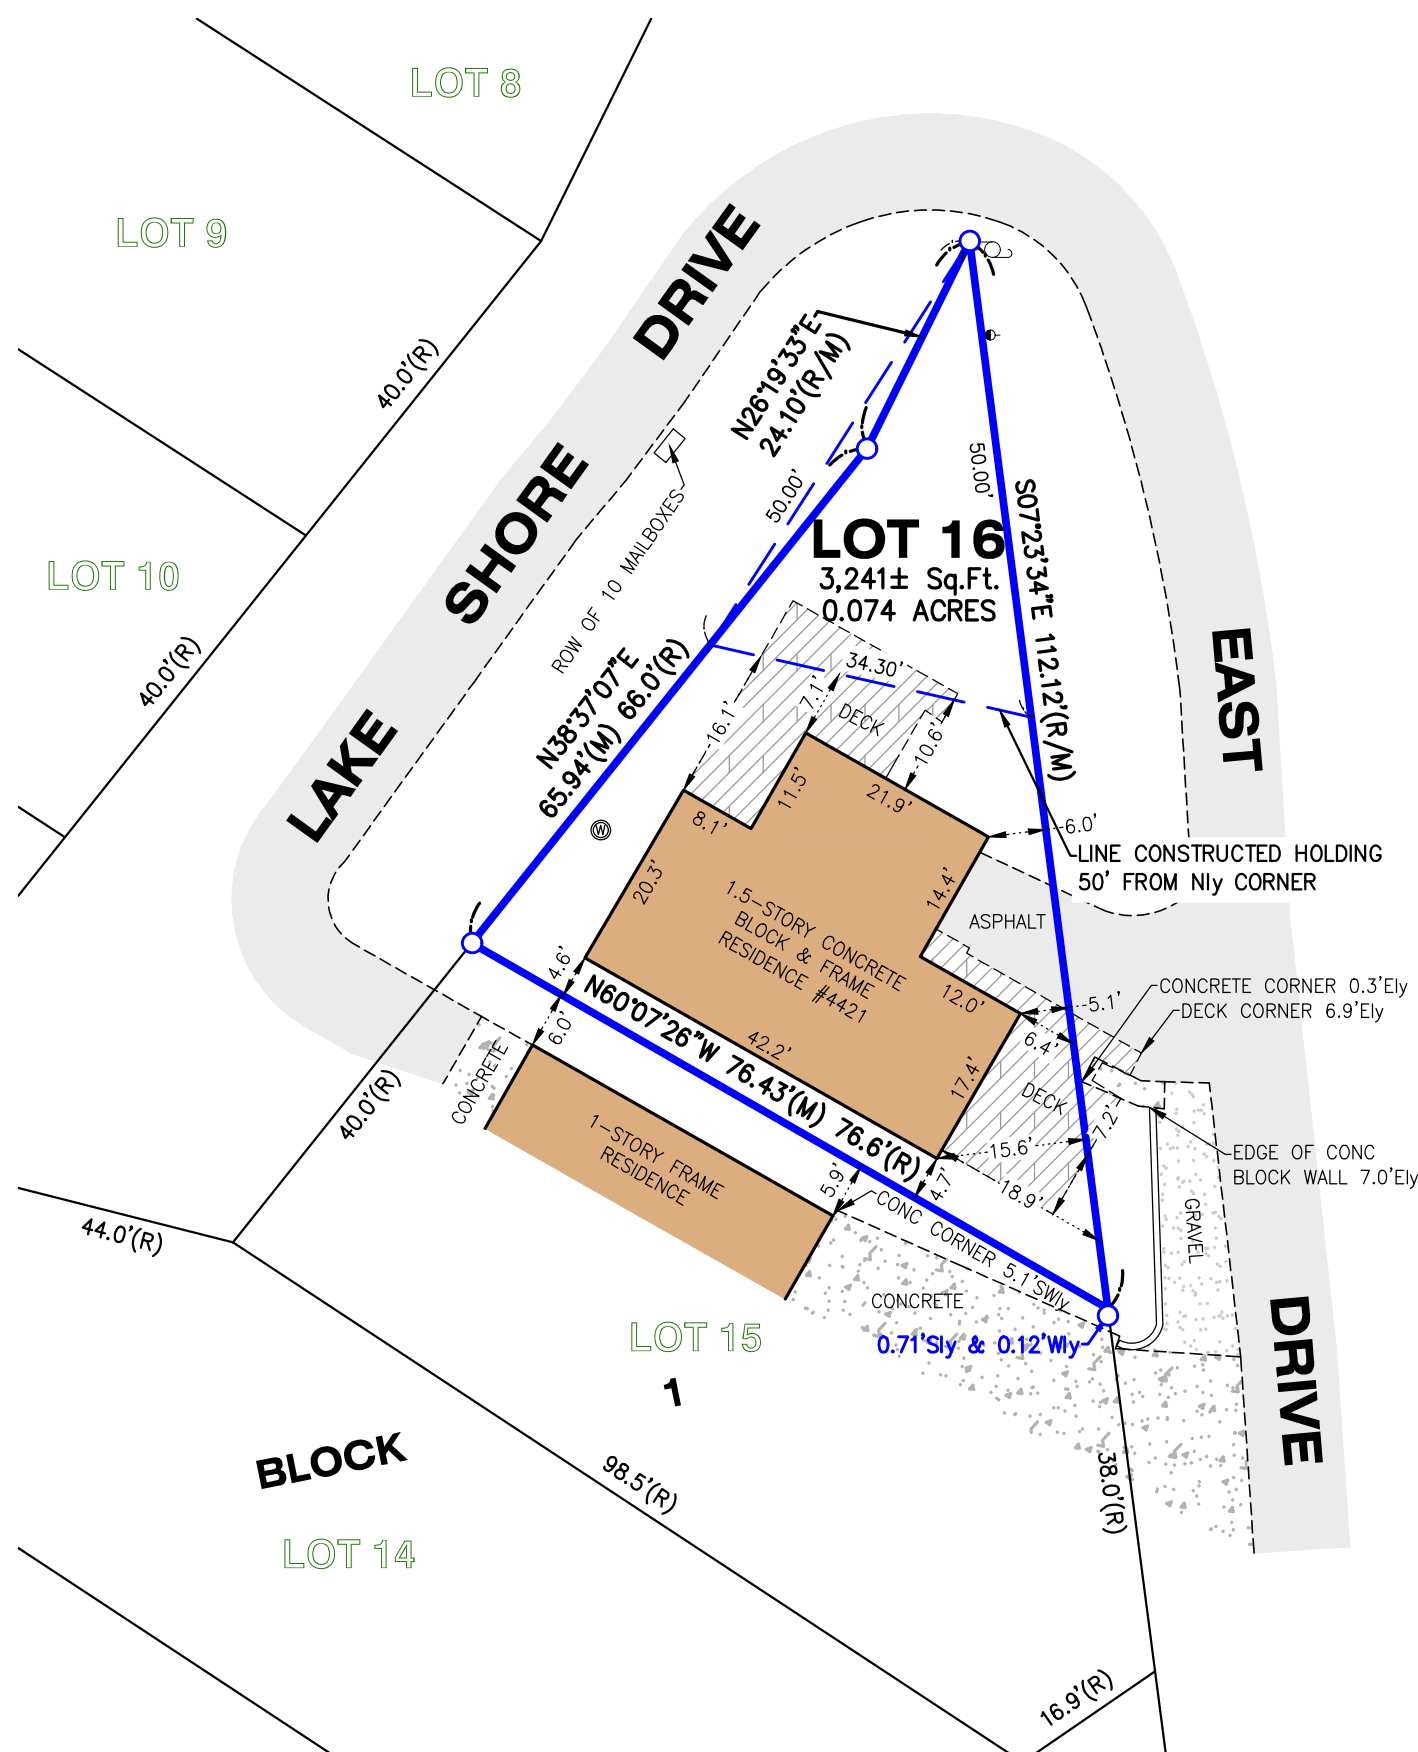 LOT 8
LOT 9
LOT 10
LAKE SHORE DRIVE
EAST DRIVE
40.0'(R)
40.0'(R)
N26°19'33"E
24.10'(R/M)
50.00'
50.00'
S07°23'34"E 112.12'(R/M)
ROW OF 10 MAILBOXES
LOT 16
3,241± Sq.Ft.
0.074 ACRES
N38°37'07"E
65.94'(M) 66.0'(R)
34.30'
16.1'
7.1'
DECK
10.6'
11.5'
21.9'
8.1'
6.0'
LINE CONSTRUCTED HOLDING
50' FROM Nly CORNER
W
20.3'
14.4'
1.5-STORY CONCRETE
BLOCK & FRAME
RESIDENCE #4421
ASPHALT
12.0'
5.1'
CONCRETE CORNER 0.3'Ely
DECK CORNER 6.9'Ely
4.6'
6.0'
N60°07'26"W 76.43'(M) 76.6'(R)
42.2'
6.4'
17.4'
DECK
7.2'
15.6'
18.9'
EDGE OF CONC
BLOCK WALL 7.0'Ely
GRAVEL
CONCRETE
40.0'(R)
1-STORY FRAME
RESIDENCE
5.9'
4.7'
CONC CORNER 5.1'SWly
CONCRETE
0.71'Sly & 0.12'Wly
44.0'(R)
LOT 15
1
BLOCK
LOT 14
98.5'(R)
38.0'(R)
16.9'(R)